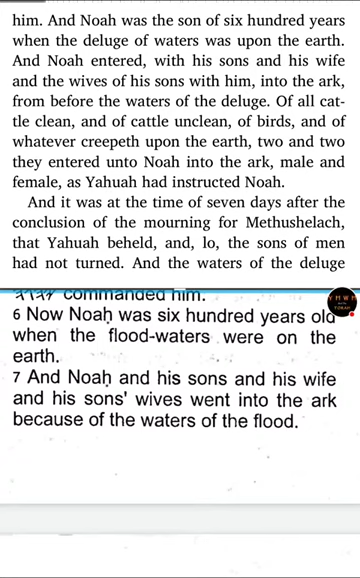 him. And Noah was the son of six hundred years
when the deluge of waters was upon the earth.
And Noah entered, with his sons and his wife
and the wives of his sons with him, into the ark,
from before the waters of the deluge. Of all cat-
tle clean, and of cattle unclean, of birds, and of
whatever creepeth upon the earth, two and two
they entered unto Noah into the ark, male and
female, as Yahuah had instructed Noah.
And it was at the time of seven days after the
conclusion of the mourning for Methushelach,
that Yahuah beheld, and, lo, the sons of men
had not turned. And the waters of the deluge
commanded him.
6 Now Noaḥ was six hundred years old
when the flood-waters were on the
earth.
7 And Noaḥ and his sons and his wife
and his sons' wives went into the ark
because of the waters of the flood.